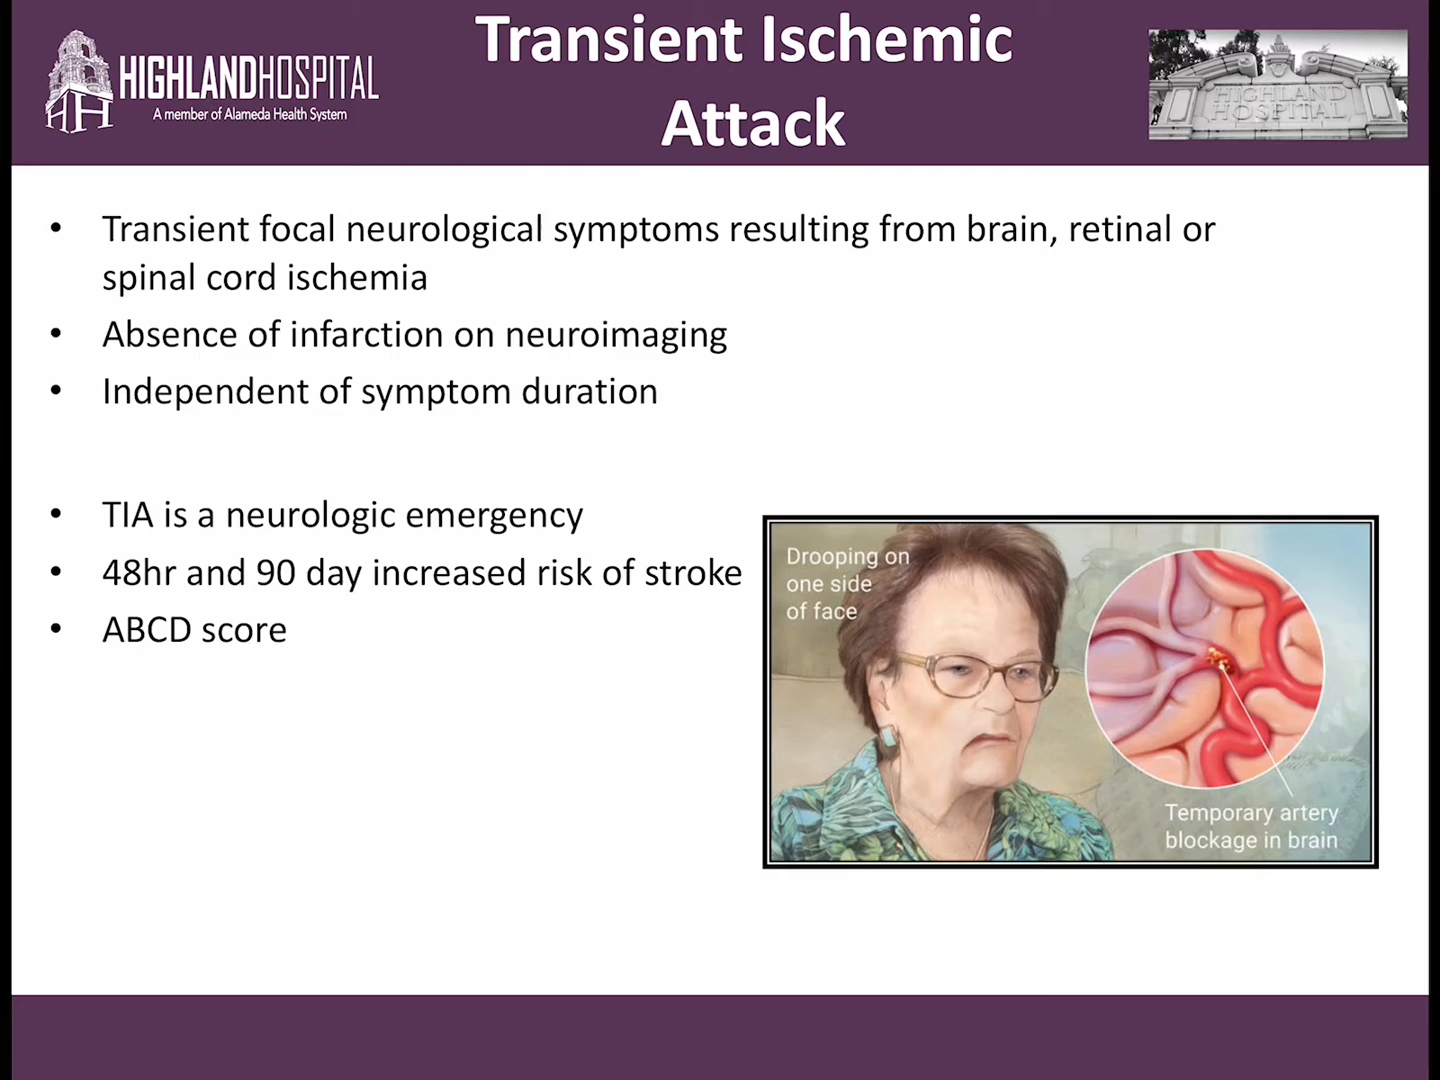 HIGHLANDHOSPITAL
A member of Alameda Health System
Transient Ischemic
Attack
HIGHLAND
HOSPITAL
• Transient focal neurological symptoms resulting from brain, retinal or
spinal cord ischemia
• Absence of infarction on neuroimaging
• Independent of symptom duration
• TIA is a neurologic emergency
• 48hr and 90 day increased risk of stroke
• ABCD score
Drooping on
one side
of face
Temporary artery
blockage in brain